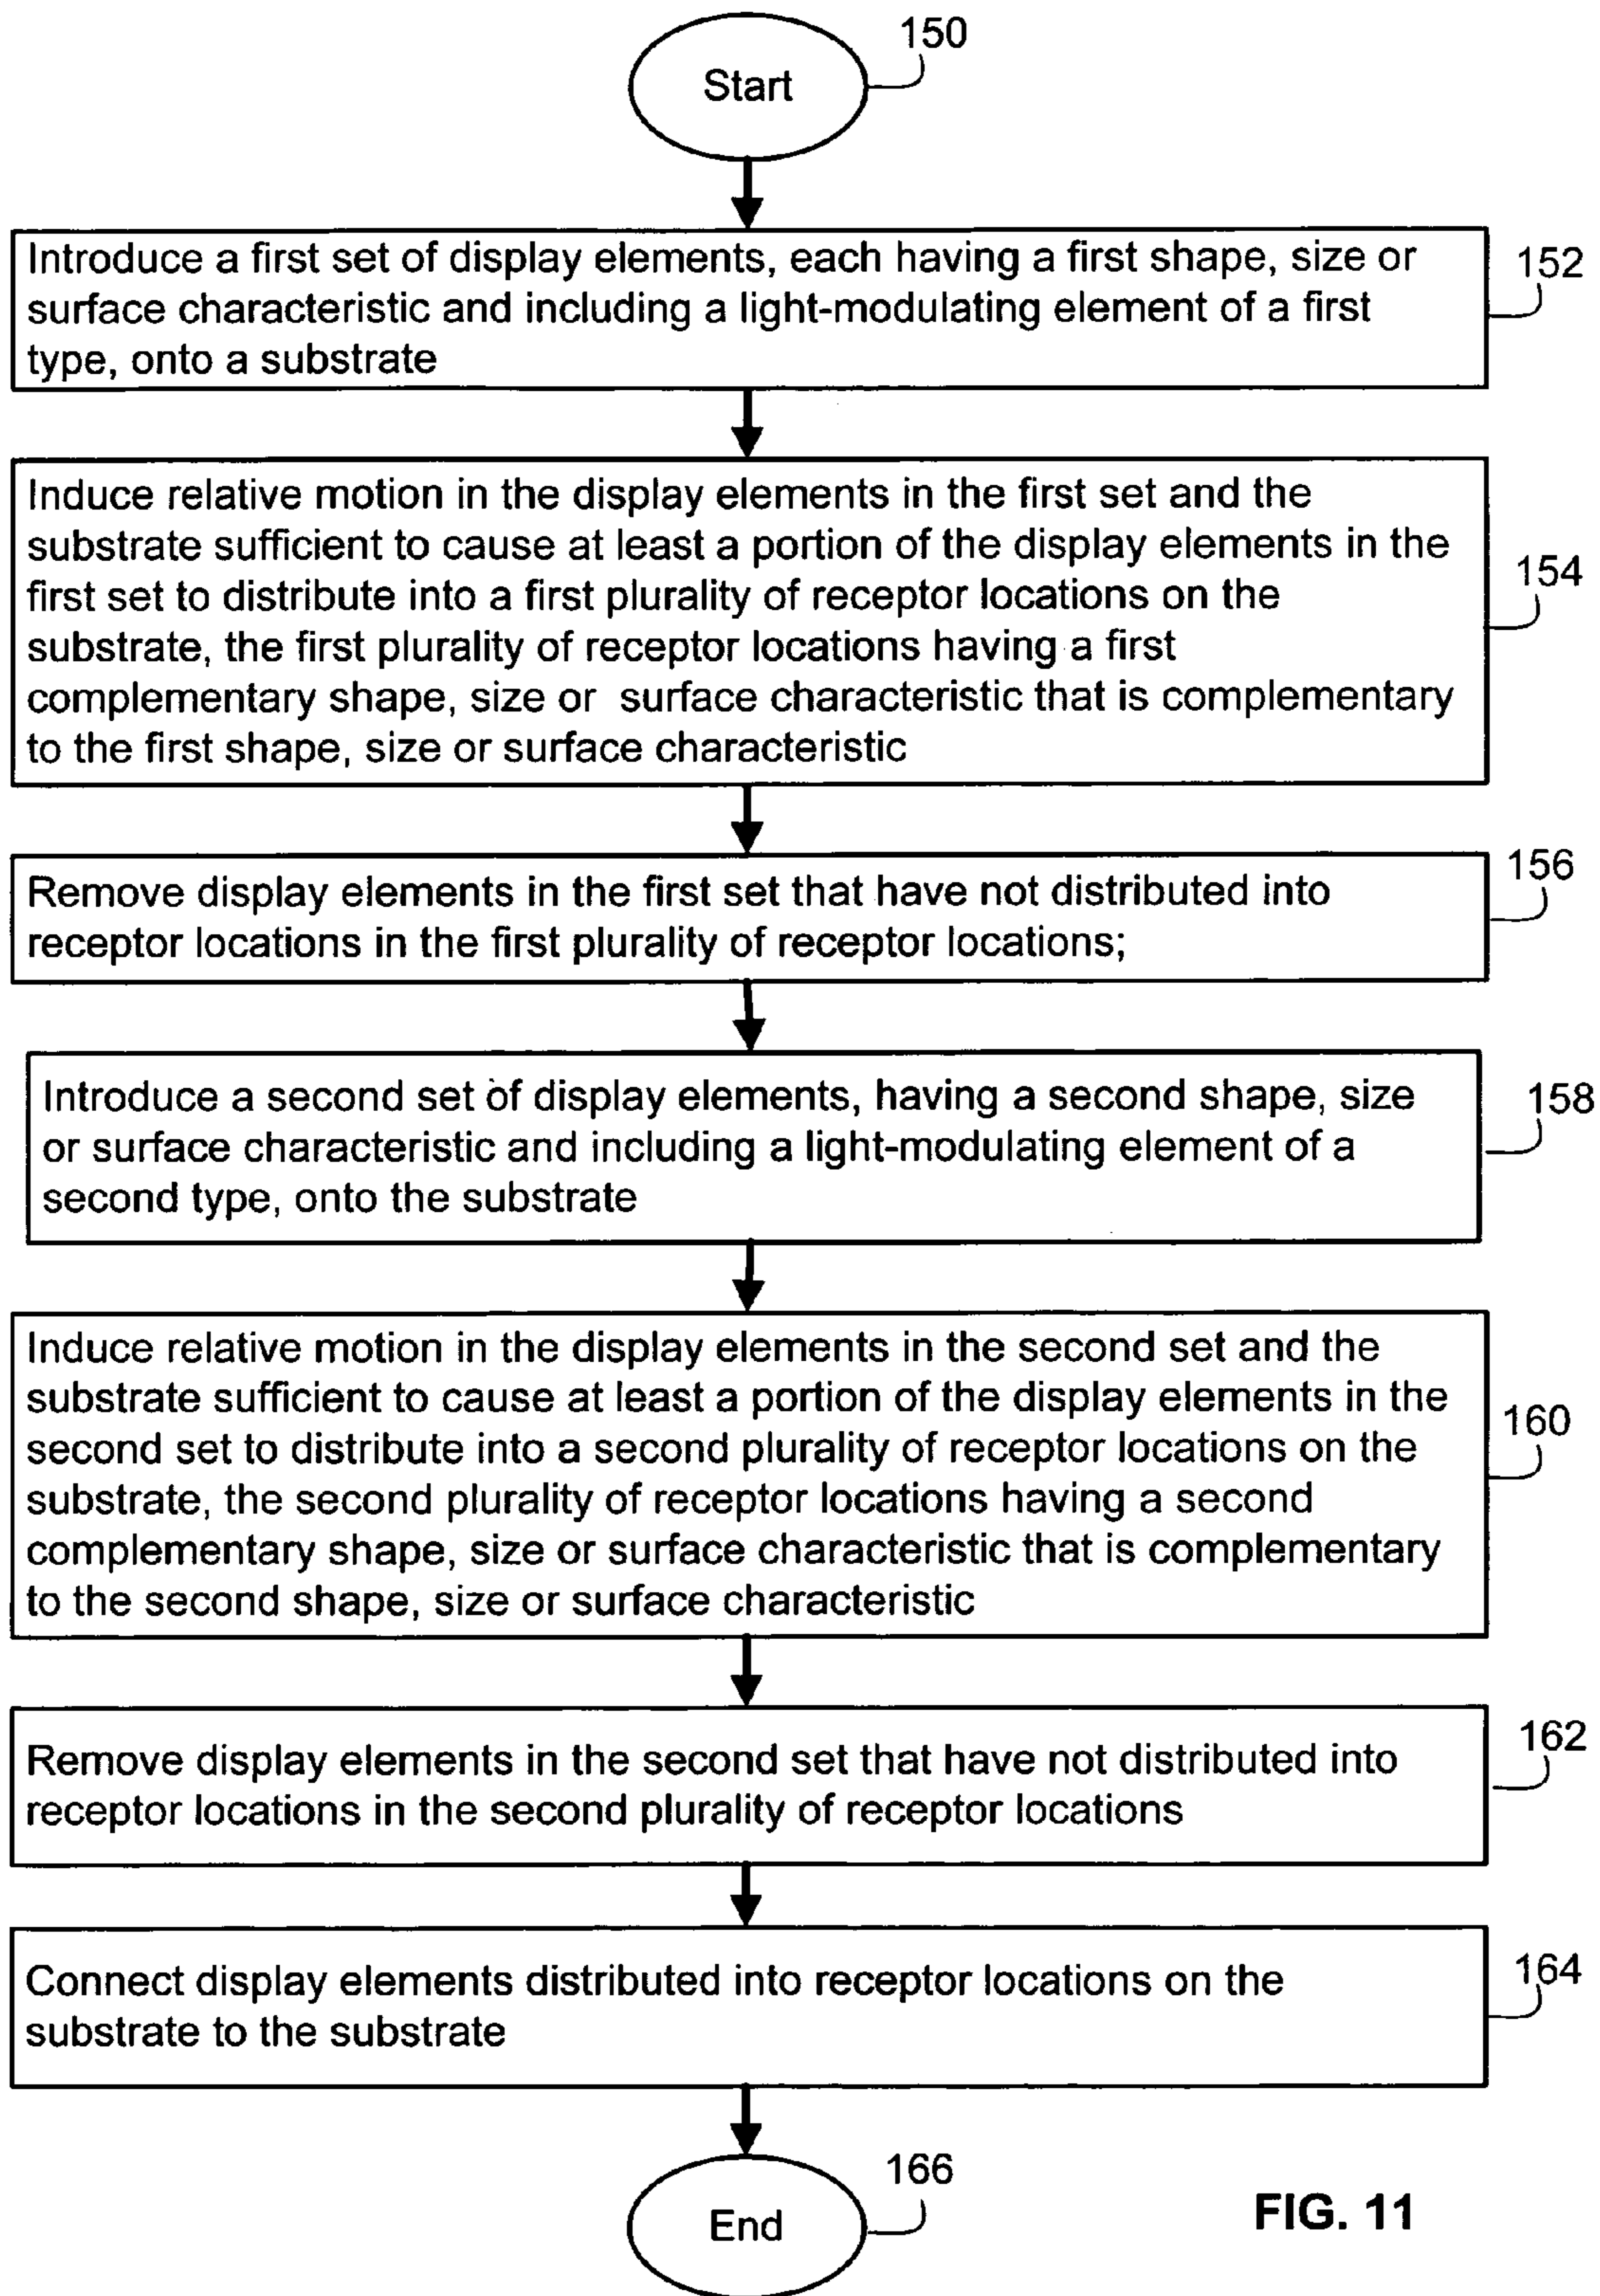 Start
150
Introduce a first set of display elements, each having a first shape, size or
surface characteristic and including a light-modulating element of a first
type, onto a substrate
152
Induce relative motion in the display elements in the first set and the
substrate sufficient to cause at least a portion of the display elements in the
first set to distribute into a first plurality of receptor locations on the
substrate, the first plurality of receptor locations having a first
complementary shape, size or surface characteristic that is complementary
to the first shape, size or surface characteristic
154
Remove display elements in the first set that have not distributed into
receptor locations in the first plurality of receptor locations;
156
Introduce a second set of display elements, having a second shape, size
or surface characteristic and including a light-modulating element of a
second type, onto the substrate
158
Induce relative motion in the display elements in the second set and the
substrate sufficient to cause at least a portion of the display elements in the
second set to distribute into a second plurality of receptor locations on the
substrate, the second plurality of receptor locations having a second
complementary shape, size or surface characteristic that is complementary
to the second shape, size or surface characteristic
160
Remove display elements in the second set that have not distributed into
receptor locations in the second plurality of receptor locations
162
Connect display elements distributed into receptor locations on the
substrate to the substrate
164
End
166
FIG. 11